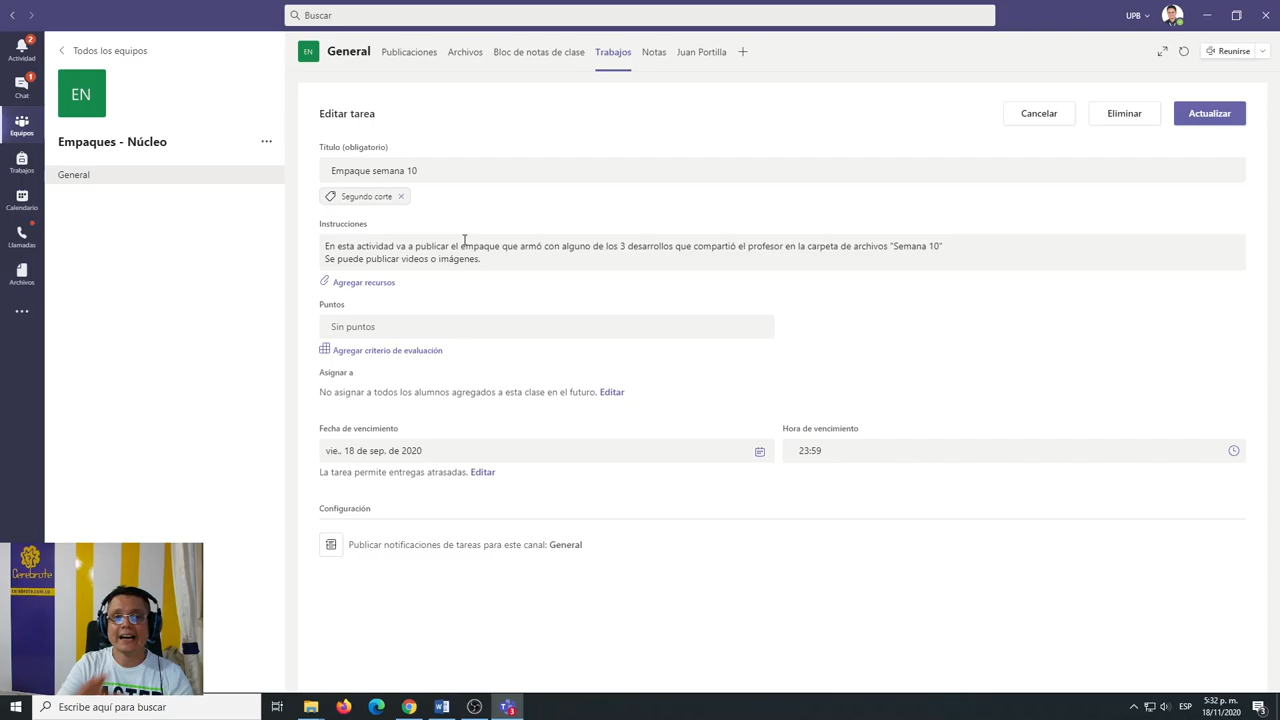 Buscar
UPB
2
Actividad
1
Chat
Equipos
Trabajos
Calendario
Llamadas
Archivos
Todos los equipos
EN
Empaques - Núcleo
General
EN
General
Publicaciones
Archivos
Bloc de notas de clase
Trabajos
Notas
Juan Portilla
Reunirse
Editar tarea
Cancelar
Eliminar
Actualizar
Título (obligatorio)
Empaque semana 10
Segundo corte
Instrucciones
En esta actividad va a publicar el empaque que armó con alguno de los 3 desarrollos que compartió el profesor en la carpeta de archivos "Semana 10"
Se puede publicar videos o imágenes.
Agregar recursos
Puntos
Sin puntos
Agregar criterio de evaluación
Asignar a
No asignar a todos los alumnos agregados a esta clase en el futuro. Editar
Fecha de vencimiento
Hora de vencimiento
vie., 18 de sep. de 2020
23:59
La tarea permite entregas atrasadas. Editar
Configuración
Publicar notificaciones de tareas para este canal: General
Cerebrote
cerebrote.com.co
Escribe aquí para buscar
3
ESP
5:32 p. m.
18/11/2020